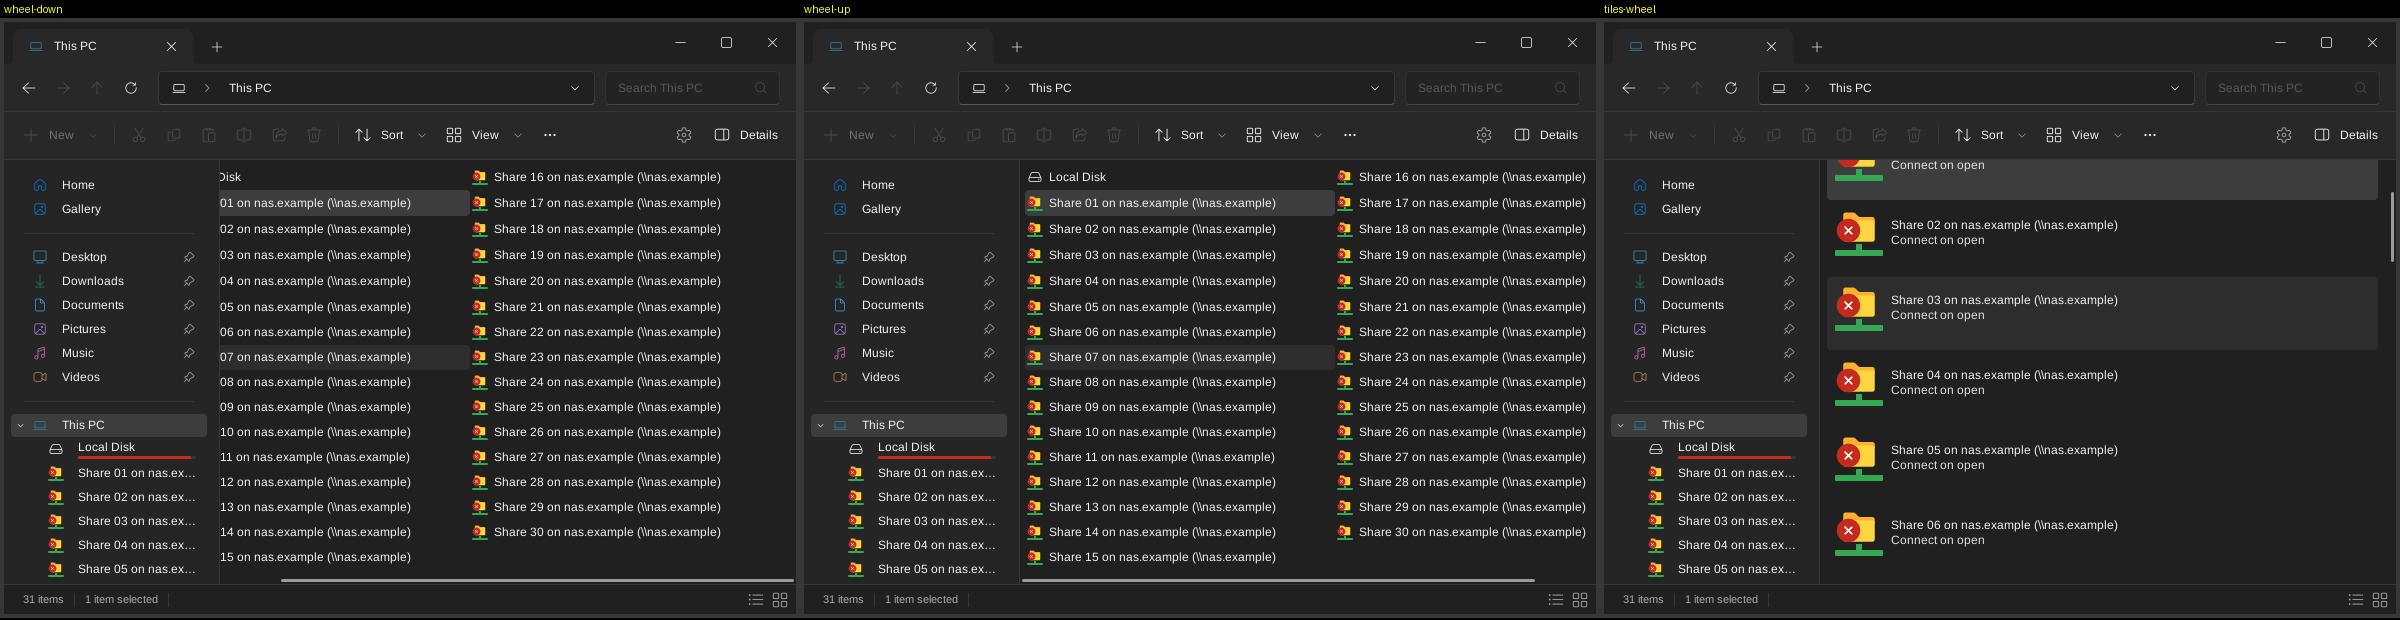 wheel-down
This PC
This PC
Search This PC
New
Sort
View
Details
Home
Gallery
Desktop
Downloads
Documents
Pictures
Music
Videos
This PC
Local Disk
Share 01 on nas.ex...
Share 02 on nas.ex...
Share 03 on nas.ex...
Share 04 on nas.ex...
Share 05 on nas.ex...
Disk
01 on nas.example (\\nas.example)
02 on nas.example (\\nas.example)
03 on nas.example (\\nas.example)
04 on nas.example (\\nas.example)
05 on nas.example (\\nas.example)
06 on nas.example (\\nas.example)
07 on nas.example (\\nas.example)
08 on nas.example (\\nas.example)
09 on nas.example (\\nas.example)
10 on nas.example (\\nas.example)
11 on nas.example (\\nas.example)
12 on nas.example (\\nas.example)
13 on nas.example (\\nas.example)
14 on nas.example (\\nas.example)
15 on nas.example (\\nas.example)
Share 16 on nas.example (\\nas.example)
Share 17 on nas.example (\\nas.example)
Share 18 on nas.example (\\nas.example)
Share 19 on nas.example (\\nas.example)
Share 20 on nas.example (\\nas.example)
Share 21 on nas.example (\\nas.example)
Share 22 on nas.example (\\nas.example)
Share 23 on nas.example (\\nas.example)
Share 24 on nas.example (\\nas.example)
Share 25 on nas.example (\\nas.example)
Share 26 on nas.example (\\nas.example)
Share 27 on nas.example (\\nas.example)
Share 28 on nas.example (\\nas.example)
Share 29 on nas.example (\\nas.example)
Share 30 on nas.example (\\nas.example)
31 items
1 item selected
wheel-up
This PC
This PC
Search This PC
New
Sort
View
Details
Home
Gallery
Desktop
Downloads
Documents
Pictures
Music
Videos
This PC
Local Disk
Share 01 on nas.ex...
Share 02 on nas.ex...
Share 03 on nas.ex...
Share 04 on nas.ex...
Share 05 on nas.ex...
Local Disk
Share 01 on nas.example (\\nas.example)
Share 02 on nas.example (\\nas.example)
Share 03 on nas.example (\\nas.example)
Share 04 on nas.example (\\nas.example)
Share 05 on nas.example (\\nas.example)
Share 06 on nas.example (\\nas.example)
Share 07 on nas.example (\\nas.example)
Share 08 on nas.example (\\nas.example)
Share 09 on nas.example (\\nas.example)
Share 10 on nas.example (\\nas.example)
Share 11 on nas.example (\\nas.example)
Share 12 on nas.example (\\nas.example)
Share 13 on nas.example (\\nas.example)
Share 14 on nas.example (\\nas.example)
Share 15 on nas.example (\\nas.example)
Share 16 on nas.example (\\nas.example)
Share 17 on nas.example (\\nas.example)
Share 18 on nas.example (\\nas.example)
Share 19 on nas.example (\\nas.example)
Share 20 on nas.example (\\nas.example)
Share 21 on nas.example (\\nas.example)
Share 22 on nas.example (\\nas.example)
Share 23 on nas.example (\\nas.example)
Share 24 on nas.example (\\nas.example)
Share 25 on nas.example (\\nas.example)
Share 26 on nas.example (\\nas.example)
Share 27 on nas.example (\\nas.example)
Share 28 on nas.example (\\nas.example)
Share 29 on nas.example (\\nas.example)
Share 30 on nas.example (\\nas.example)
31 items
1 item selected
tiles-wheel
This PC
This PC
Search This PC
New
Sort
View
Details
Home
Gallery
Desktop
Downloads
Documents
Pictures
Music
Videos
This PC
Local Disk
Share 01 on nas.ex...
Share 02 on nas.ex...
Share 03 on nas.ex...
Share 04 on nas.ex...
Share 05 on nas.ex...
Connect on open
Share 02 on nas.example (\\nas.example)
Connect on open
Share 03 on nas.example (\\nas.example)
Connect on open
Share 04 on nas.example (\\nas.example)
Connect on open
Share 05 on nas.example (\\nas.example)
Connect on open
Share 06 on nas.example (\\nas.example)
Connect on open
31 items
1 item selected